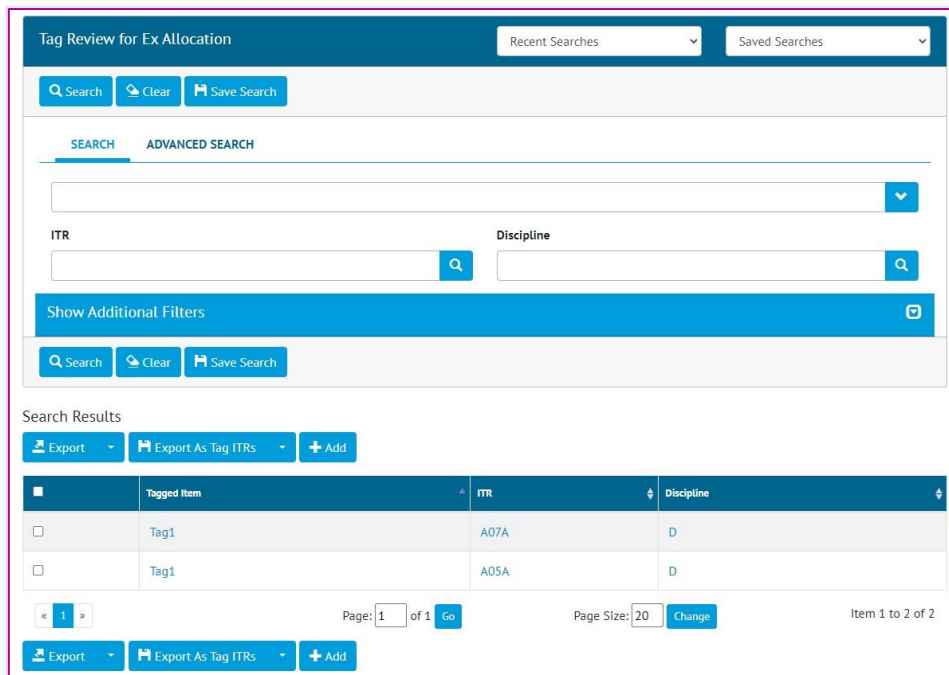 Tag Review for Ex Allocation Recent Searches Saved Searches
Search Clear Save Search
SEARCH ADVANCED SEARCH
ITR Discipline
Show Additional Filters
Search Clear Save Search
Search Results
Export Export As Tag ITRs Add
Tagged Item ITR Discipline
Tag1 A07A D
Tag1 A05A D
« 1 » Page: 1 of 1 Go Page Size: 20 Change Item 1 to 2 of 2
Export Export As Tag ITRs Add